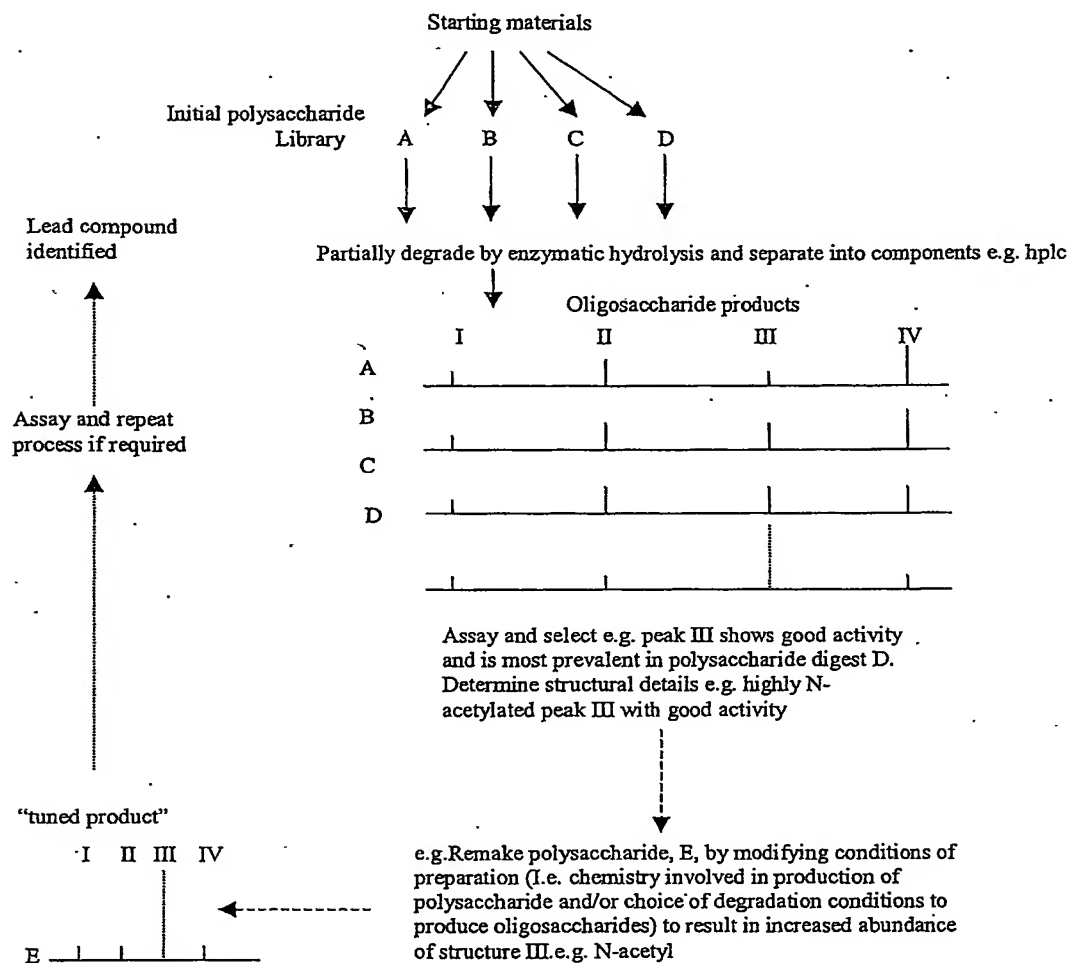 Starting materials
Initial polysaccharide
Library
A B C D
Lead compound
identified
Partially degrade by enzymatic hydrolysis and separate into components e.g. hplc
Oligosaccharide products
I II III IV
A
B
C
D
Assay and repeat
process if required
Assay and select e.g. peak III shows good activity
and is most prevalent in polysaccharide digest D.
Determine structural details e.g. highly N-
acetylated peak III with good activity
"tuned product"
I II III IV
E
e.g.Remake polysaccharide, E, by modifying conditions of
preparation (I.e. chemistry involved in production of
polysaccharide and/or choice of degradation conditions to
produce oligosaccharides) to result in increased abundance
of structure III.e.g. N-acetyl